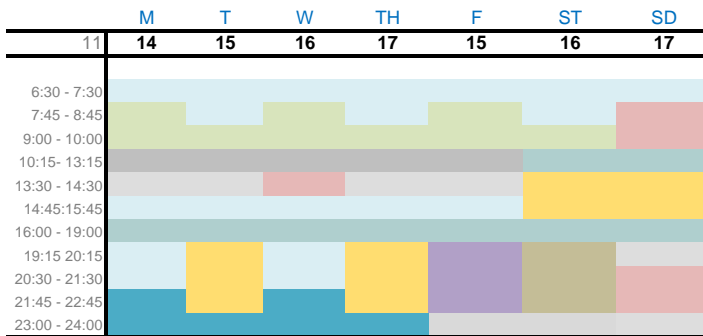 M T W TH F ST SD
11 14 15 16 17 15 16 17
6:30 - 7:30
7:45 - 8:45
9:00 - 10:00
10:15- 13:15
13:30 - 14:30
14:45:15:45
16:00 - 19:00
19:15 20:15
20:30 - 21:30
21:45 - 22:45
23:00 - 24:00